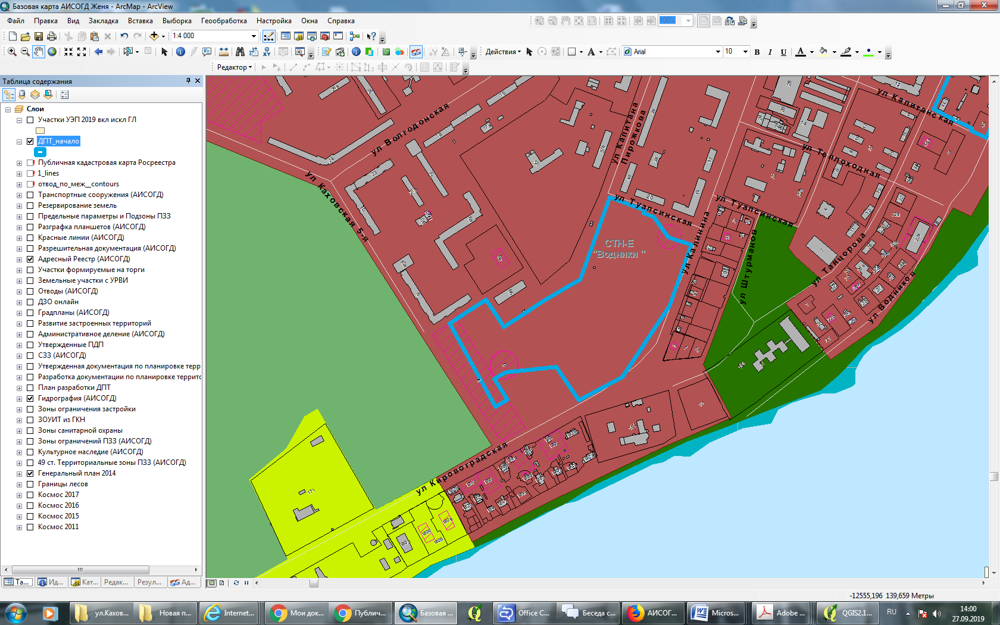 Базовая карта АИСОГД Женя - ArcMap - ArcView
Файл Правка Вид Закладка Вставка Выборка Геообработка Настройка Окна Справка
100%
1:4 000
Действия
Arial
10
B I U A
Редактор
Таблица содержания
Слои
Участки УЭП 2019 вкл искл ГЛ
ДПТ_начало
Публичная кадастровая карта Росреестра
1_lines
отвод_по_меж__contours
Транспортные сооружения (АИСОГД)
Резервирование земель
Предельные параметры и Подзоны ПЗЗ
Разграфка планшетов (АИСОГД)
Красные линии (АИСОГД)
Разрешительная документация (АИСОГД)
Адресный Реестр (АИСОГД)
Участки формируемые на торги
Земельные участки с УРВИ
Отводы (АИСОГД)
ДЗО онлайн
Градпланы (АИСОГД)
Развитие застроенных территорий
Административное деление (АИСОГД)
Утвержденные ПДП
СЗЗ (АИСОГД)
Утвержденная документация по планировке терр
Разработка документации по планировке территс
План разработки ДПТ
Гидрография (АИСОГД)
Зоны ограничения застройки
ЗОУИТ из ГКН
Зоны санитарной охраны
Зоны ограничений ПЗЗ (АИСОГД)
Культурное наследие (АИСОГД)
49 ст. Территориальные зоны ПЗЗ (АИСОГД)
Генеральный план 2014
Границы лесов
Космос 2017
Космос 2016
Космос 2015
Космос 2011
Та... Ид... Кат... Редак... Резул... Ад...
ул Волгодонская
ул Каховская 5-я
ул Капитана Пирожкова
ул Капитанская
ул Теплоходная
ул Туапсинская
ул Туапсинская
ул Калинина
ул Штурманов
ул Танцорова
ул Водников
ул Кировоградская
СТН-Е
"Водники "
171
-12555,196 139,659 Метры
ул.Кахов... Новая п... Internet... Мои док... Публич... Базовая ... Office C... Беседа с... АИСОГ... Micros... Adobe ... QGIS2.1... RU
14:00
27.09.2019